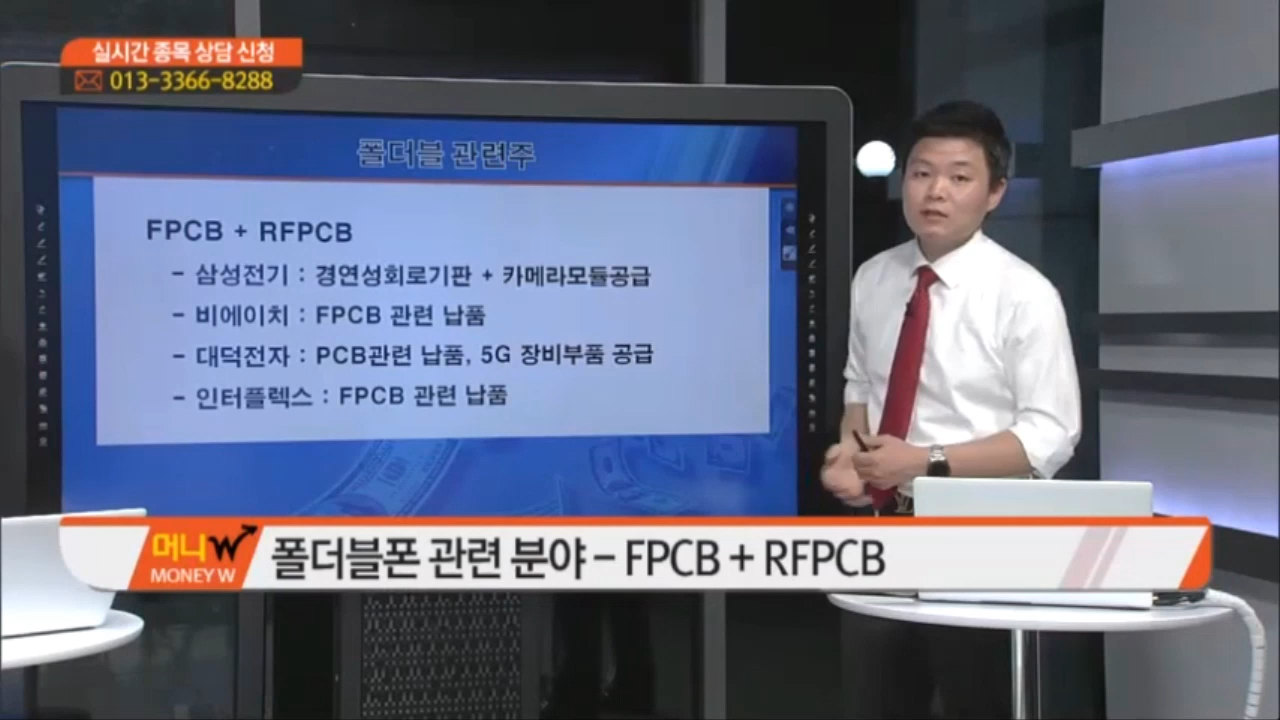 실시간 종목 상담 신청
013-3366-8288
폴더블 관련주
FPCB + RFPCB
- 삼성전기 : 경연성회로기판 + 카메라모듈공급
- 비에이치 : FPCB 관련 납품
- 대덕전자 : PCB관련 납품, 5G 장비부품 공급
- 인터플렉스 : FPCB 관련 납품
머니W
MONEY W
폴더블폰 관련 분야 – FPCB + RFPCB